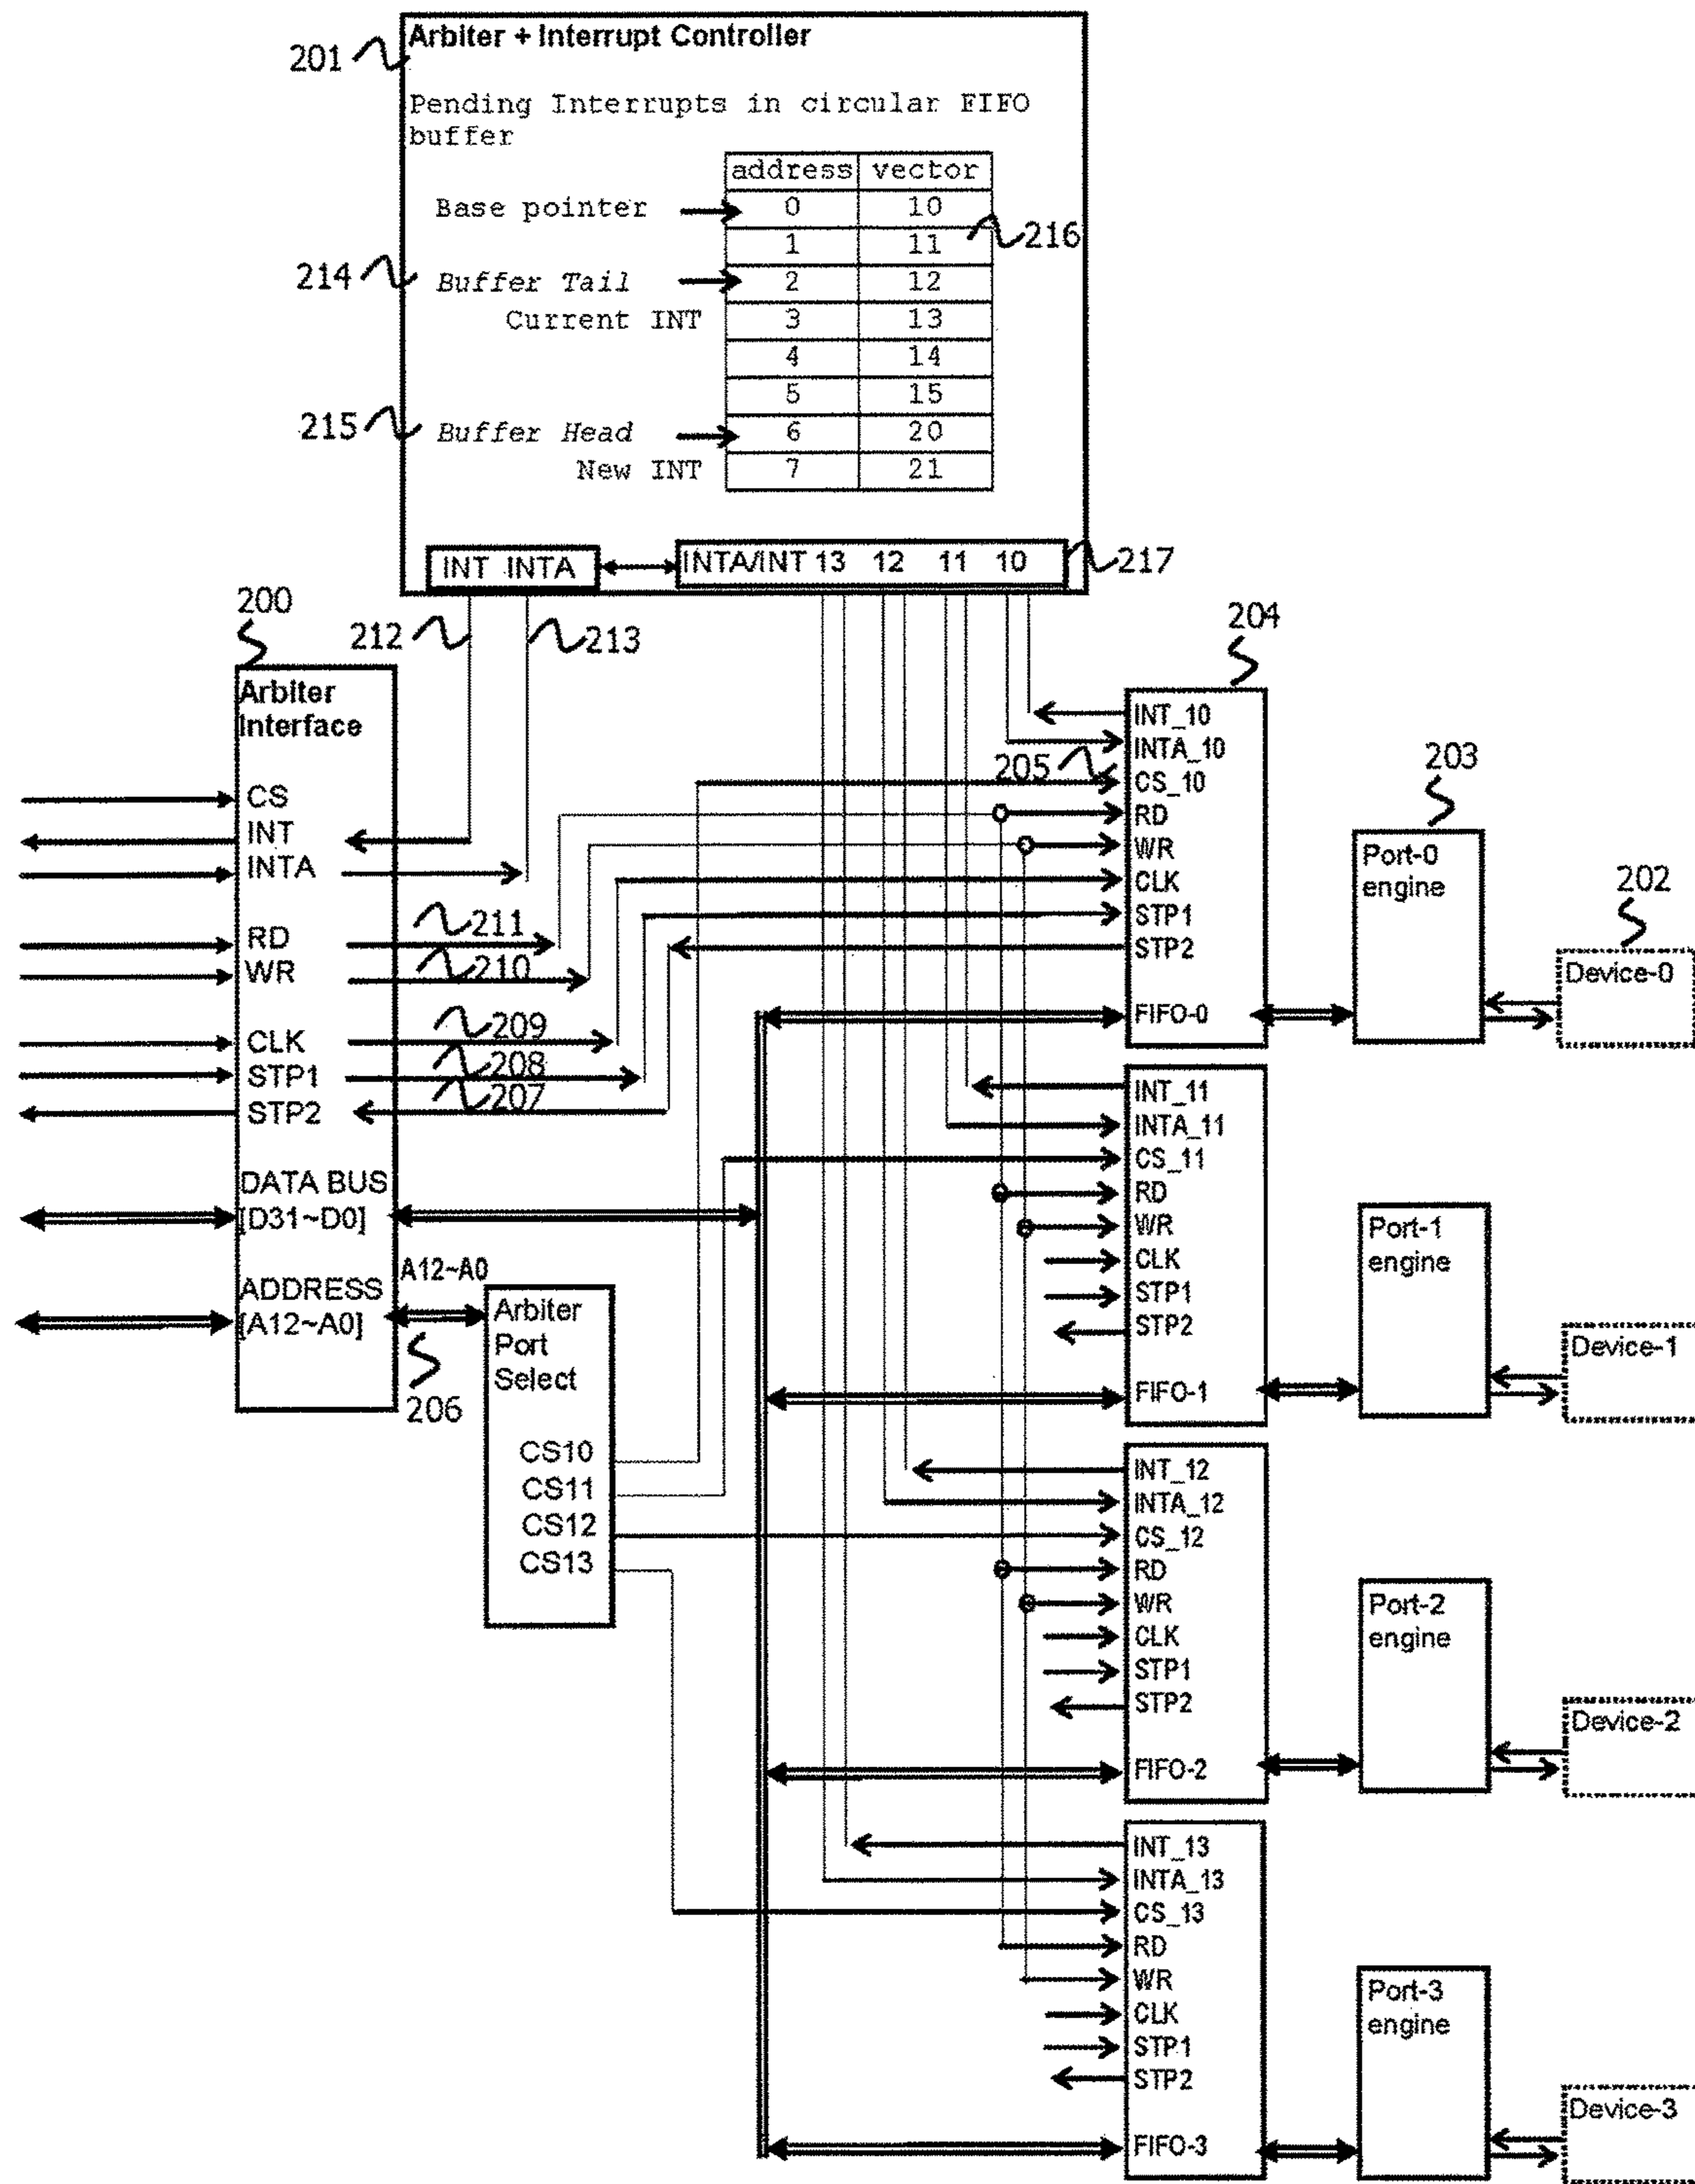 Arbiter + Interrupt Controller
201
Pending Interrupts in circular FIFO
buffer
address vector
Base pointer 0 10
1 11 216
214 Buffer Tail 2 12
Current INT 3 13
4 14
5 15
215 Buffer Head 6 20
New INT 7 21
INT INTA INTA/INT 13 12 11 10 217
200
212 213
204
Arbiter
Interface
CS
INT
INTA
RD
WR
CLK
STP1
STP2
DATA BUS
[D31~D0]
ADDRESS
[A12~A0]
211
210
209
208
207
A12~A0
206
Arbiter
Port
Select
CS10
CS11
CS12
CS13
205
INT_10
INTA_10
CS_10
RD
WR
CLK
STP1
STP2
FIFO-0
203
Port-0
engine
202
Device-0
INT_11
INTA_11
CS_11
RD
WR
CLK
STP1
STP2
FIFO-1
Port-1
engine
Device-1
INT_12
INTA_12
CS_12
RD
WR
CLK
STP1
STP2
FIFO-2
Port-2
engine
Device-2
INT_13
INTA_13
CS_13
RD
WR
CLK
STP1
STP2
FIFO-3
Port-3
engine
Device-3